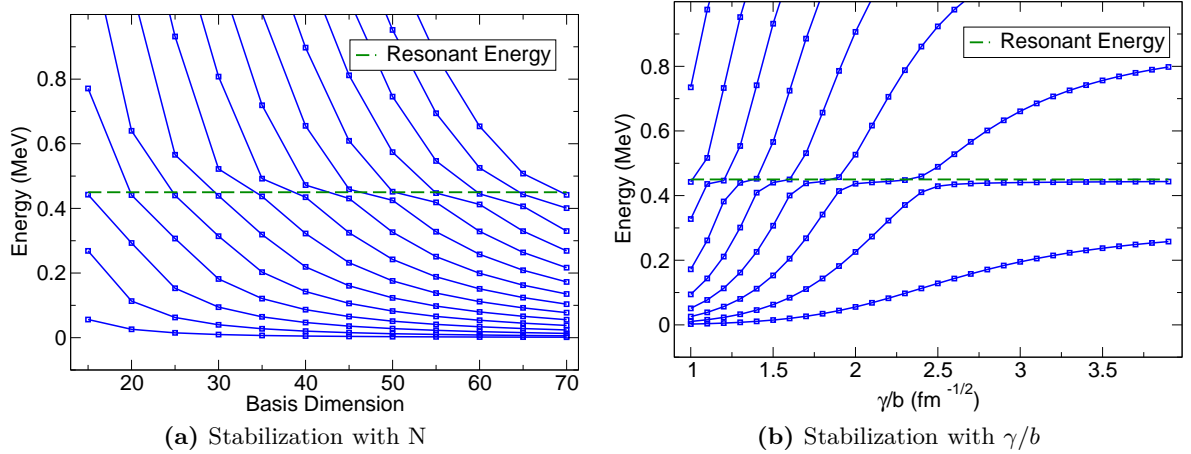 Resonant Energy
0.8
0.6
0.4
0.2
0
Energy (MeV)
20 30 40 50 60 70
Basis Dimension
(a) Stabilization with N
Resonant Energy
0.8
0.6
0.4
0.2
0
Energy (MeV)
1 1.5 2 2.5 3 3.5
γ/b (fm -1/2)
(b) Stabilization with γ/b